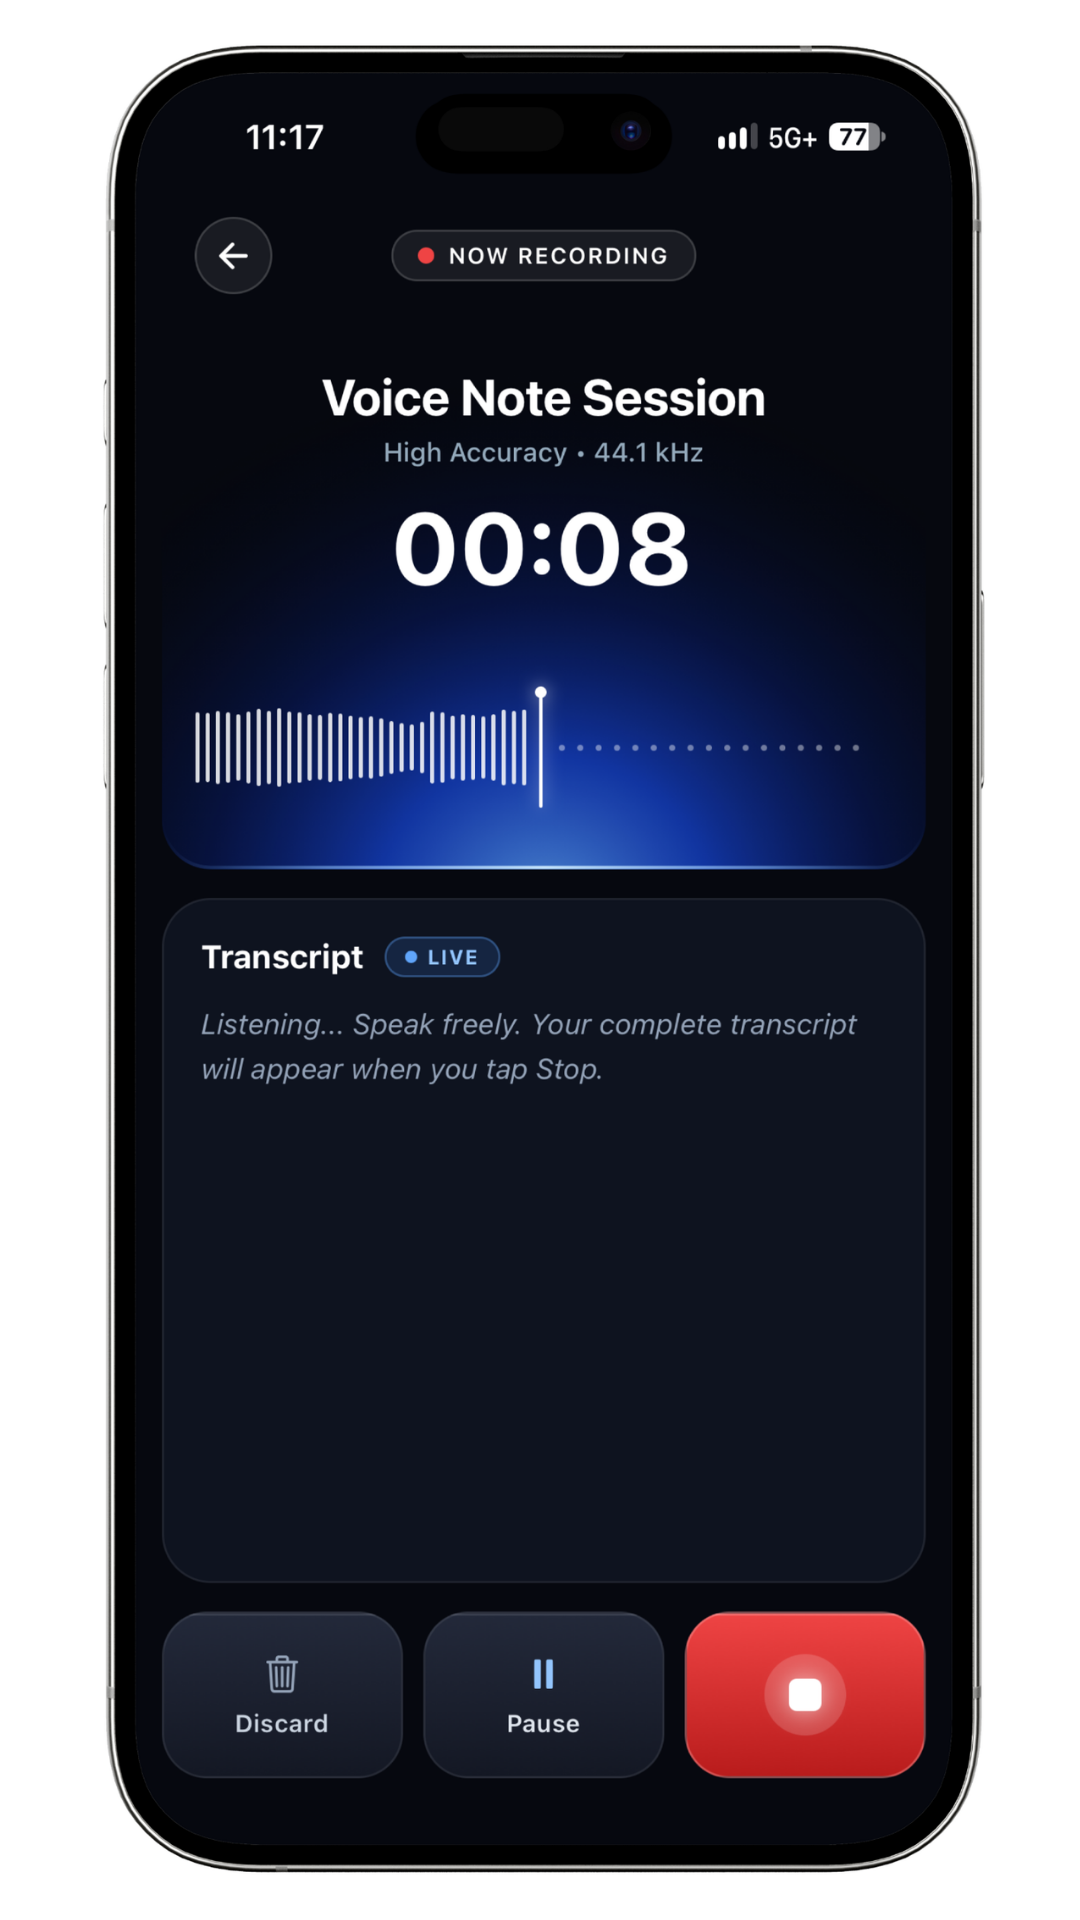 11:17
5G+
77
NOW RECORDING
Voice Note Session
High Accuracy • 44.1 kHz
00:08
Transcript
LIVE
Listening... Speak freely. Your complete transcript
will appear when you tap Stop.
Discard
Pause